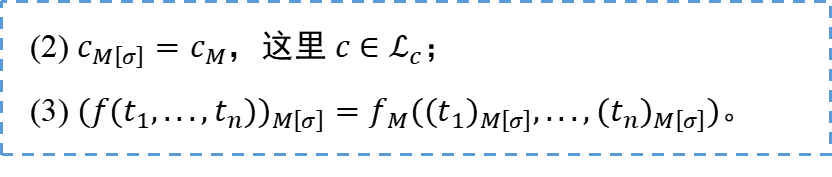 (2) c_{M[σ]} = c_M，这里 c ∈ ℒ_c；
(3) (f(t_1,...,t_n))_{M[σ]} = f_M((t_1)_{M[σ]},...,(t_n)_{M[σ]})。